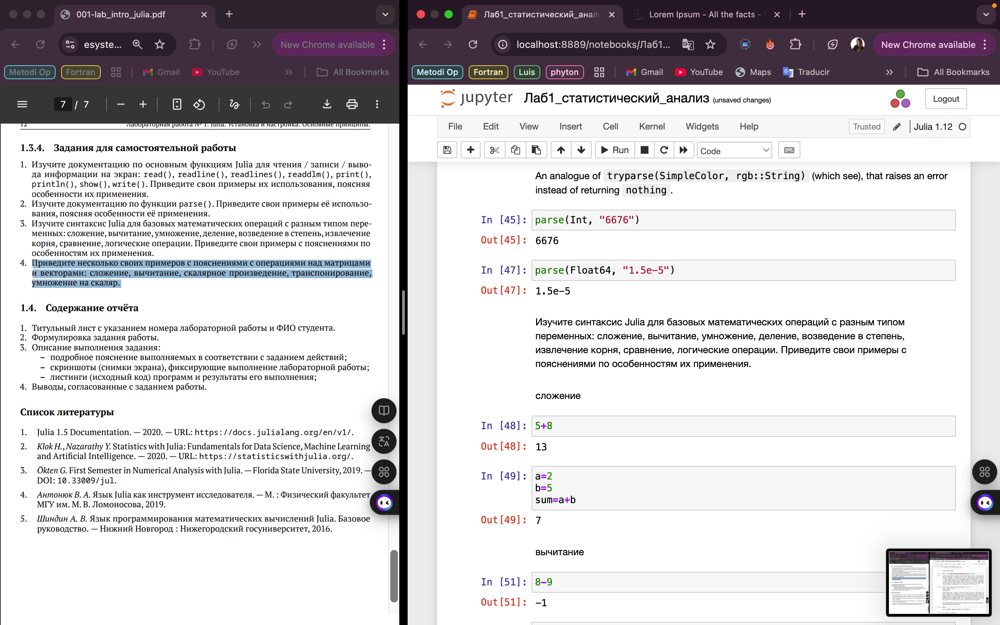 001-lab_intro_julia.pdf
esyste...
New Chrome available
Metodi Op
Fortran
Gmail
YouTube
All Bookmarks
7 / 7
12 Лабораторная работа № 1. Julia. Установка и настройка. Основные принципы.
1.3.4. Задания для самостоятельной работы
1. Изучите документацию по основным функциям Julia для чтения / записи / выво-
да информации на экран: read(), readline(), readlines(), readdlm(), print(),
println(), show(), write(). Приведите свои примеры их использования, поясняя
особенности их применения.
2. Изучите документацию по функции parse(). Приведите свои примеры её использо-
вания, поясняя особенности её применения.
3. Изучите синтаксис Julia для базовых математических операций с разным типом пере-
менных: сложение, вычитание, умножение, деление, возведение в степень, извлечение
корня, сравнение, логические операции. Приведите свои примеры с пояснениями по
особенностям их применения.
4. Приведите несколько своих примеров с пояснениями с операциями над матрицами
и векторами: сложение, вычитание, скалярное произведение, транспонирование,
умножение на скаляр.
1.4. Содержание отчёта
1. Титульный лист с указанием номера лабораторной работы и ФИО студента.
2. Формулировка задания работы.
3. Описание выполнения задания:
– подробное пояснение выполняемых в соответствии с заданием действий;
– скриншоты (снимки экрана), фиксирующие выполнение лабораторной работы;
– листинги (исходный код) программ и результаты его выполнения;
4. Выводы, согласованные с заданием работы.
Список литературы
1. Julia 1.5 Documentation. — 2020. — URL: https://docs.julialang.org/en/v1/.
2. Klok H., Nazarathy Y. Statistics with Julia: Fundamentals for Data Science, Machine Learning
and Artificial Intelligence. — 2020. — URL: https://statisticswithjulia.org/.
3. Ökten G. First Semester in Numerical Analysis with Julia. — Florida State University, 2019. —
DOI: 10.33009/jul.
4. Антонюк В. А. Язык Julia как инструмент исследователя. — М. : Физический факультет
МГУ им. М. В. Ломоносова, 2019.
5. Шиндин А. В. Язык программирования математических вычислений Julia. Базовое
руководство. — Нижний Новгород : Нижегородский госуниверситет, 2016.
Лаб1_статистический_анал
Lorem Ipsum - All the facts -
localhost:8889/notebooks/Лаб1...
New Chrome available
Metodi Op
Fortran
Luis
phyton
Gmail
YouTube
Maps
Traducir
All Bookmarks
jupyter Лаб1_статистический_анализ (unsaved changes)
Logout
File Edit View Insert Cell Kernel Widgets Help
Trusted
Julia 1.12
Run
Code
An analogue of tryparse(SimpleColor, rgb::String) (which see), that raises an error
instead of returning nothing .
In [45]: parse(Int, "6676")
Out[45]: 6676
In [47]: parse(Float64, "1.5e-5")
Out[47]: 1.5e-5
Изучите синтаксис Julia для базовых математических операций с разным типом
переменных: сложение, вычитание, умножение, деление, возведение в степень,
извлечение корня, сравнение, логические операции. Приведите свои примеры с
пояснениями по особенностям их применения.
сложение
In [48]: 5+8
Out[48]: 13
In [49]: a=2
b=5
sum=a+b
Out[49]: 7
вычитание
In [51]: 8-9
Out[51]: -1